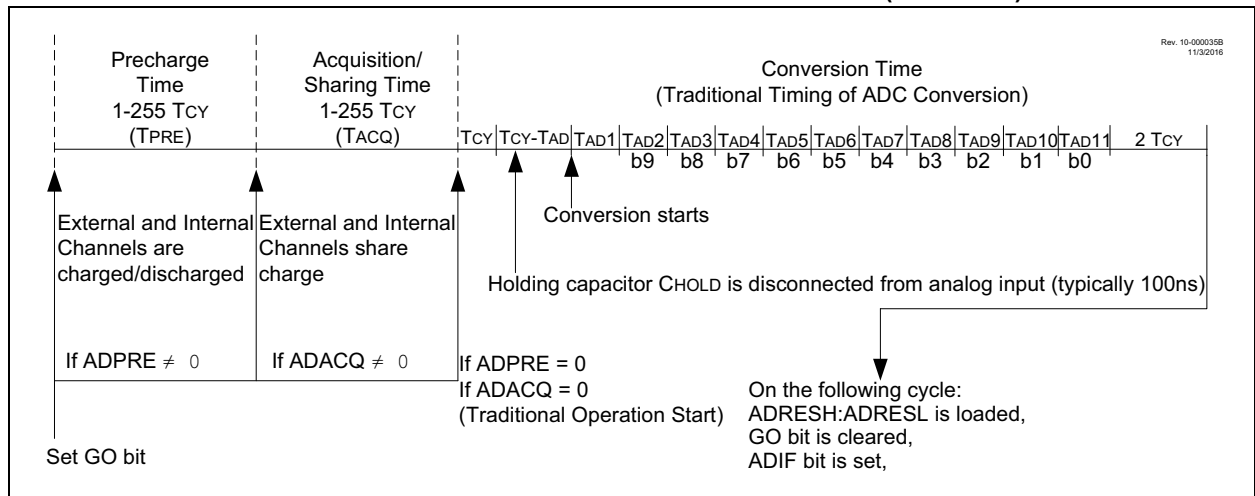 Rev. 10-000035B
11/3/2016
Precharge
Time
1-255 TCY
(TPRE)
Acquisition/
Sharing Time
1-255 TCY
(TACQ)
Conversion Time
(Traditional Timing of ADC Conversion)
TCY TCY-TAD TAD1 TAD2 TAD3 TAD4 TAD5 TAD6 TAD7 TAD8 TAD9 TAD10 TAD11 2 TCY
b9 b8 b7 b6 b5 b4 b3 b2 b1 b0
External and Internal
Channels are
charged/discharged
External and Internal
Channels share
charge
Conversion starts
Holding capacitor CHOLD is disconnected from analog input (typically 100ns)
If ADPRE ≠ 0
If ADACQ ≠ 0
If ADPRE = 0
If ADACQ = 0
(Traditional Operation Start)
On the following cycle:
ADRESH:ADRESL is loaded,
GO bit is cleared,
ADIF bit is set,
Set GO bit